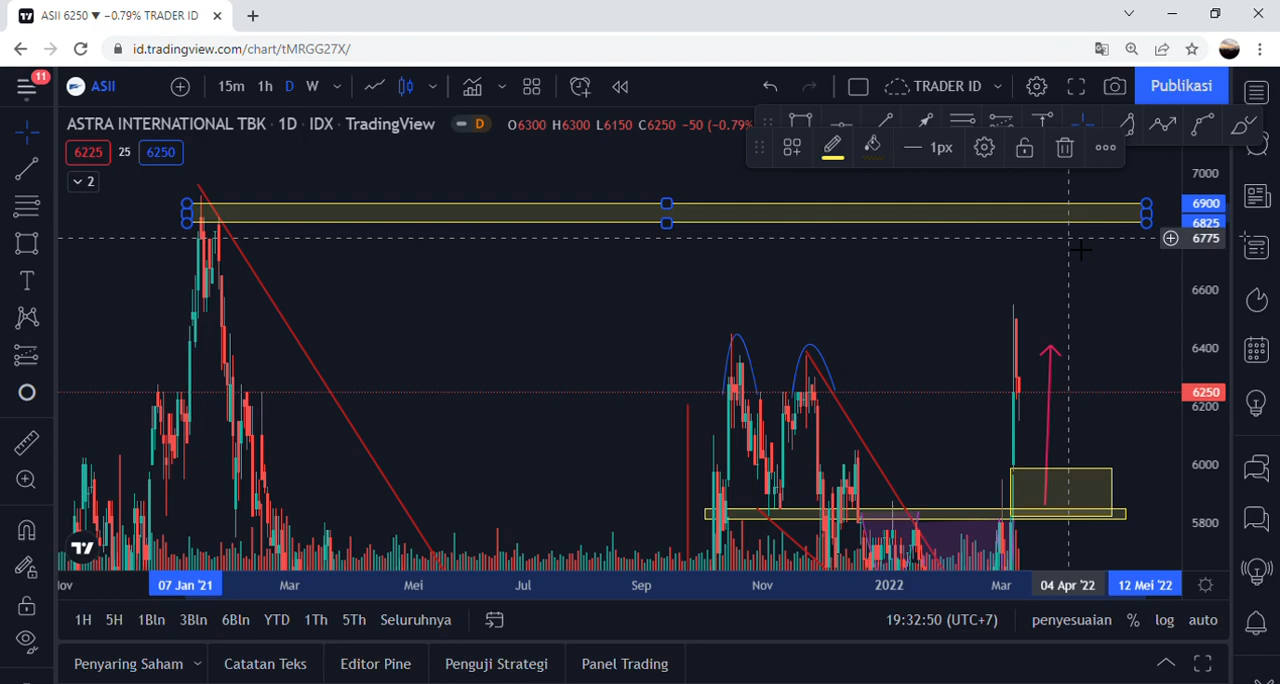 ASII 6250 ▼ −0.79% TRADER ID
id.tradingview.com/chart/tMRGG27X/
11
ASII
15m 1h D W
TRADER ID
Publikasi
ASTRA INTERNATIONAL TBK · 1D · IDX · TradingView
D
O6300 H6300 L6150 C6250 −50 (−0.79%
6225 25 6250
1px
2
7000
6900
6825
6775
6600
6400
6250
6200
6000
5800
ov 07 Jan '21 Mar Mei Jul Sep Nov 2022 Mar 04 Apr '22 12 Mei '22
1H 5H 1Bln 3Bln 6Bln YTD 1Th 5Th Seluruhnya
19:32:50 (UTC+7) penyesuaian % log auto
Penyaring Saham Catatan Teks Editor Pine Penguji Strategi Panel Trading